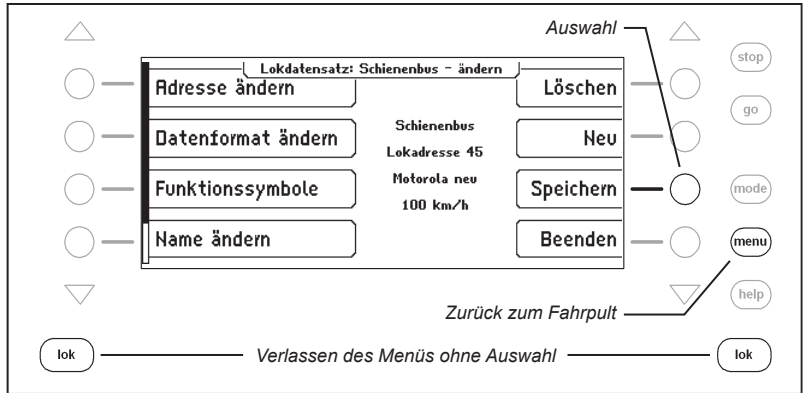 Auswahl
stop
Lokdatensatz: Schienenbus - ändern
Adresse ändern
Löschen
go
Schienenbus
Datenformat ändern
Neu
Lokadresse 45
Motorola neu
Funktionssymbole
Speichern
mode
100 km/h
Name ändern
Beenden
menu
help
Zurück zum Fahrpult
lok
Verlassen des Menüs ohne Auswahl
lok